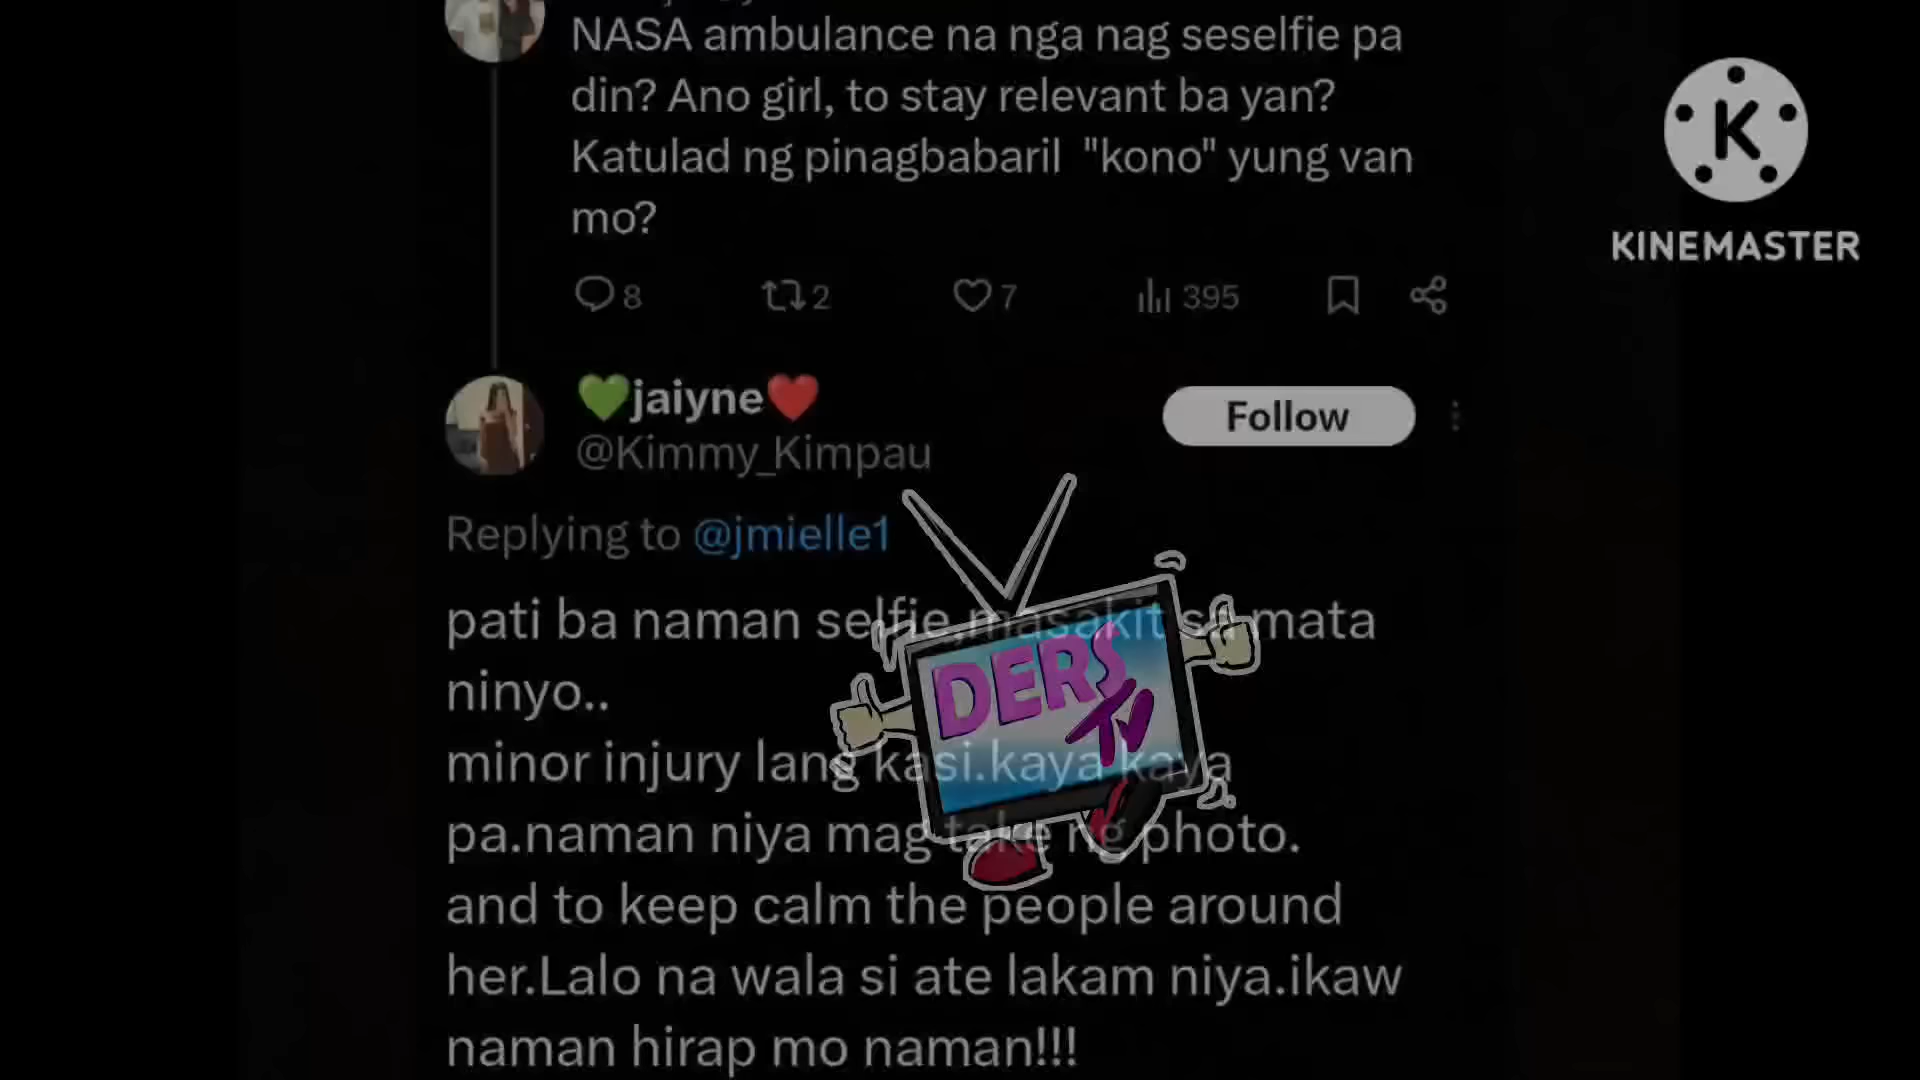 NASA ambulance na nga nag seselfie pa
din? Ano girl, to stay relevant ba yan?
Katulad ng pinagbabaril "kono" yung van
mo?
8 2 7 395
💚jaiyne❤️
@Kimmy_Kimpau
Follow
Replying to @jmielle1
pati ba naman selfie,masakit sa mata
ninyo..
minor injury lang kasi.kaya kaya
pa.naman niya mag take ng photo.
and to keep calm the people around
her.Lalo na wala si ate lakam niya.ikaw
naman hirap mo naman!!!
DERS
TV
K
KINEMASTER